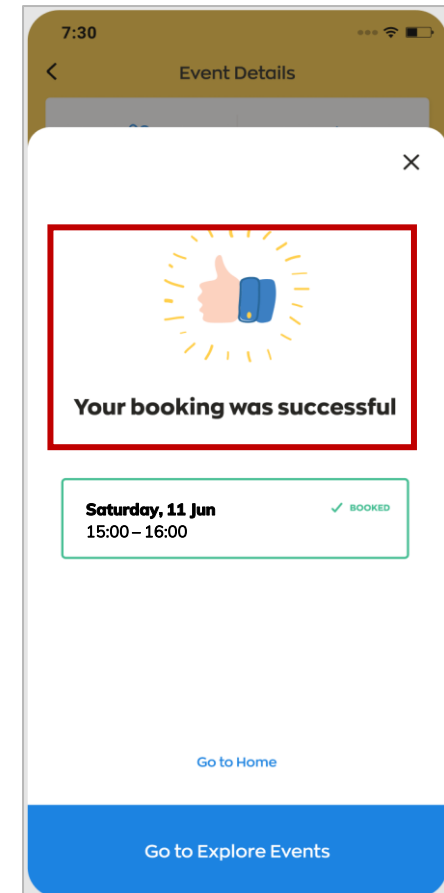 7:30
Event Details
Your booking was successful
Saturday, 11 Jun
BOOKED
15:00 – 16:00
Go to Home
Go to Explore Events